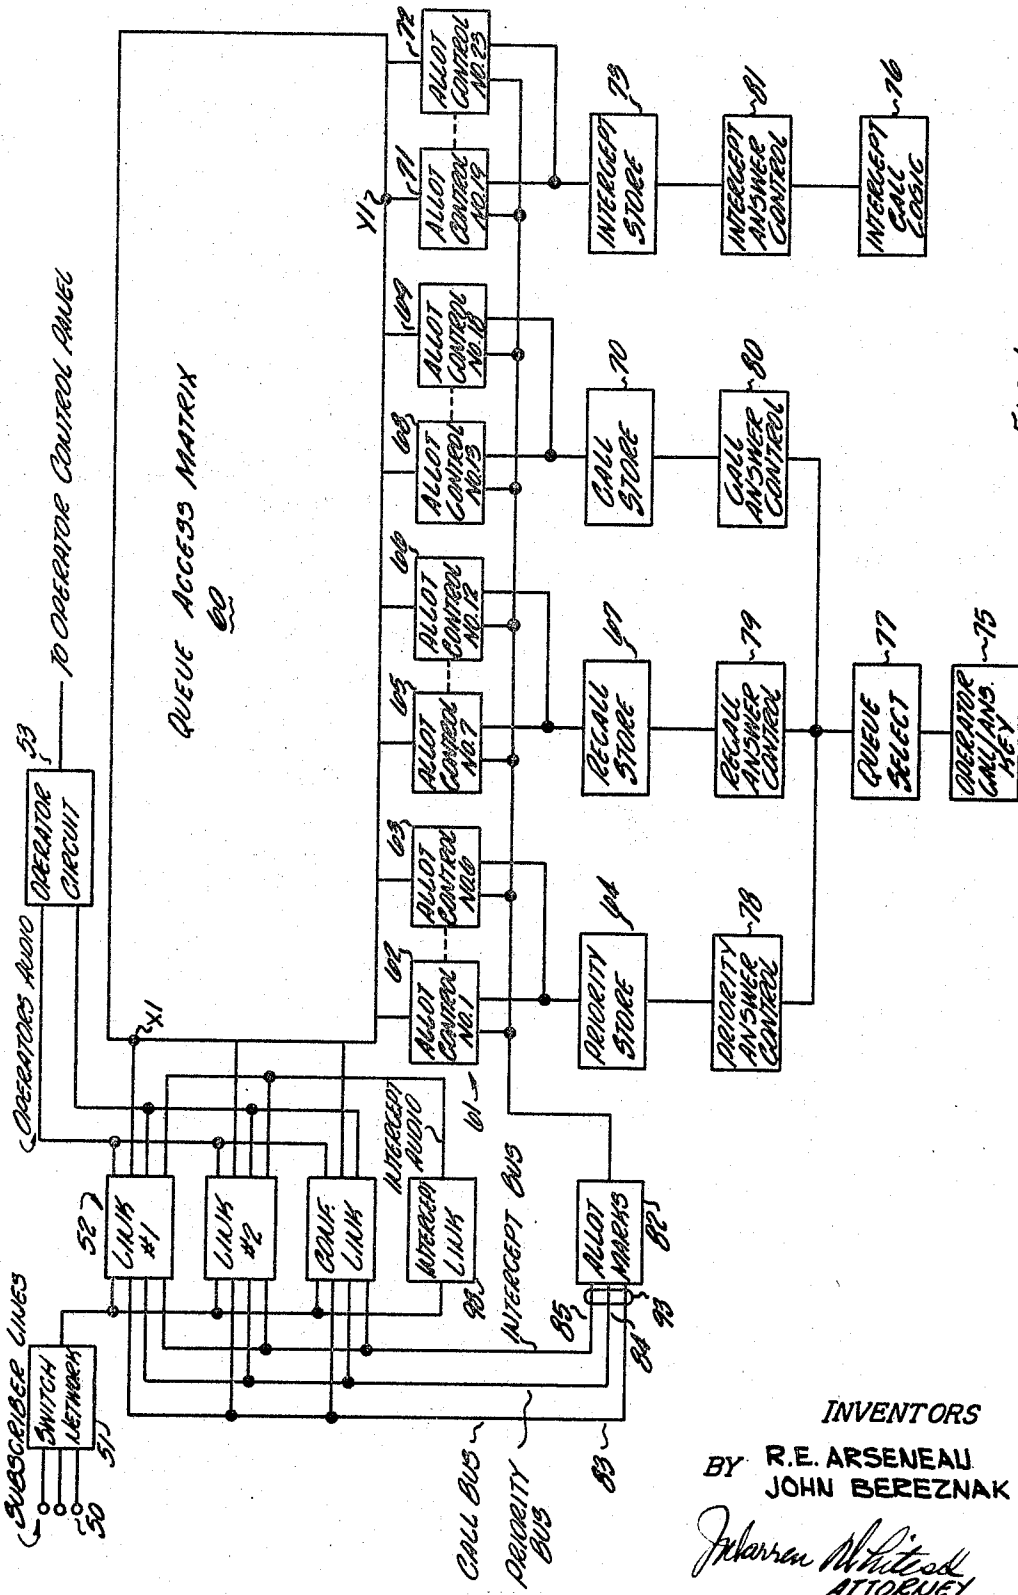 SUBSCRIBER LINES
50
SWITCH
NETWORK
51
OPERATORS AUDIO
52
LINK
#1
LINK
#2
CONF.
LINK
INTERCEPT
LINK
98
INTERCEPT
AUDIO
OPERATOR
CIRCUIT
53
TO OPERATOR CONTROL PANEL
X1
QUEUE ACCESS MATRIX
60
Y12
61
62
ALLOT
CONTROL
NO. 1
63
ALLOT
CONTROL
NO. 6
65
ALLOT
CONTROL
NO. 7
66
ALLOT
CONTROL
NO. 12
68
ALLOT
CONTROL
NO. 13
69
ALLOT
CONTROL
NO. 18
71
ALLOT
CONTROL
NO. 19
72
ALLOT
CONTROL
NO. 23
CALL BUS
PRIORITY
BUS
INTERCEPT BUS
83
84
85
93
ALLOT
MARKS
82
PRIORITY
STORE
64
RECALL
STORE
67
CALL
STORE
70
INTERCEPT
STORE
73
PRIORITY
ANSWER
CONTROL
78
RECALL
ANSWER
CONTROL
79
CALL
ANSWER
CONTROL
80
INTERCEPT
ANSWER
CONTROL
81
QUEUE
SELECT
77
INTERCEPT
CALL
LOGIC
76
OPERATOR
CALL/ANS.
KEY
75
INVENTORS
BY R.E. ARSENEAU
JOHN BEREZNAK
ATTORNEY